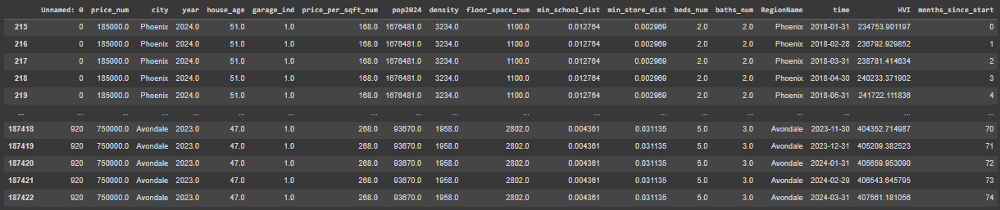 Unnamed: 0 price_num city year house_age garage_ind price_per_sqft_num pop2024 density floor_space_num min_school_dist min_store_dist beds_num baths_num RegionName time HVI months_since_start
215 0 185000.0 Phoenix 2024.0 51.0 1.0 168.0 1676481.0 3234.0 1100.0 0.012764 0.002969 2.0 2.0 Phoenix 2018-01-31 234753.901197 0
216 0 185000.0 Phoenix 2024.0 51.0 1.0 168.0 1676481.0 3234.0 1100.0 0.012764 0.002969 2.0 2.0 Phoenix 2018-02-28 236792.929852 1
217 0 185000.0 Phoenix 2024.0 51.0 1.0 168.0 1676481.0 3234.0 1100.0 0.012764 0.002969 2.0 2.0 Phoenix 2018-03-31 238781.414634 2
218 0 185000.0 Phoenix 2024.0 51.0 1.0 168.0 1676481.0 3234.0 1100.0 0.012764 0.002969 2.0 2.0 Phoenix 2018-04-30 240233.371902 3
219 0 185000.0 Phoenix 2024.0 51.0 1.0 168.0 1676481.0 3234.0 1100.0 0.012764 0.002969 2.0 2.0 Phoenix 2018-05-31 241722.111836 4
... ... ... ... ... ... ... ... ... ... ... ... ... ... ... ... ... ... ...
187418 920 750000.0 Avondale 2023.0 47.0 1.0 268.0 93670.0 1958.0 2802.0 0.004361 0.031135 5.0 3.0 Avondale 2023-11-30 404352.714987 70
187419 920 750000.0 Avondale 2023.0 47.0 1.0 268.0 93670.0 1958.0 2802.0 0.004361 0.031135 5.0 3.0 Avondale 2023-12-31 405209.382523 71
187420 920 750000.0 Avondale 2023.0 47.0 1.0 268.0 93670.0 1958.0 2802.0 0.004361 0.031135 5.0 3.0 Avondale 2024-01-31 405659.953090 72
187421 920 750000.0 Avondale 2023.0 47.0 1.0 268.0 93670.0 1958.0 2802.0 0.004361 0.031135 5.0 3.0 Avondale 2024-02-29 406543.645795 73
187422 920 750000.0 Avondale 2023.0 47.0 1.0 268.0 93670.0 1958.0 2802.0 0.004361 0.031135 5.0 3.0 Avondale 2024-03-31 407561.181056 74